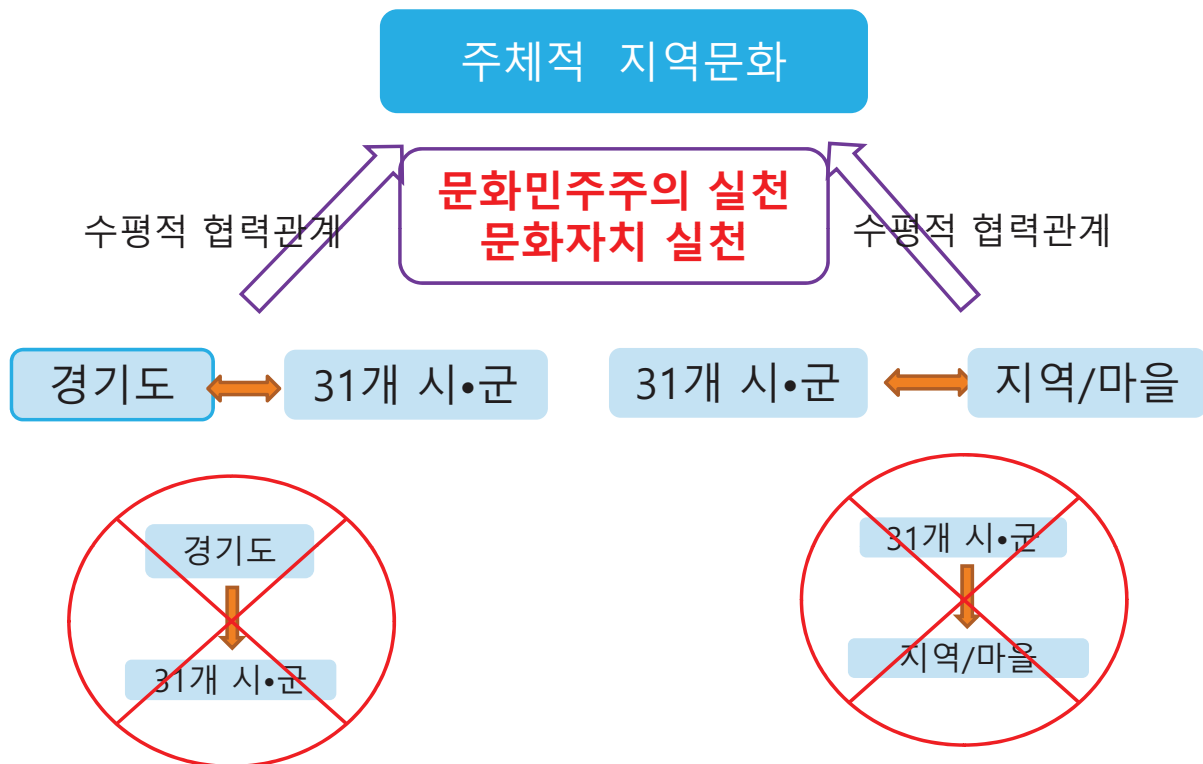 주체적 지역문화
문화민주주의 실천
문화자치 실천
수평적 협력관계
수평적 협력관계
경기도
31개 시•군
31개 시•군
지역/마을
경기도
31개 시•군
31개 시•군
지역/마을